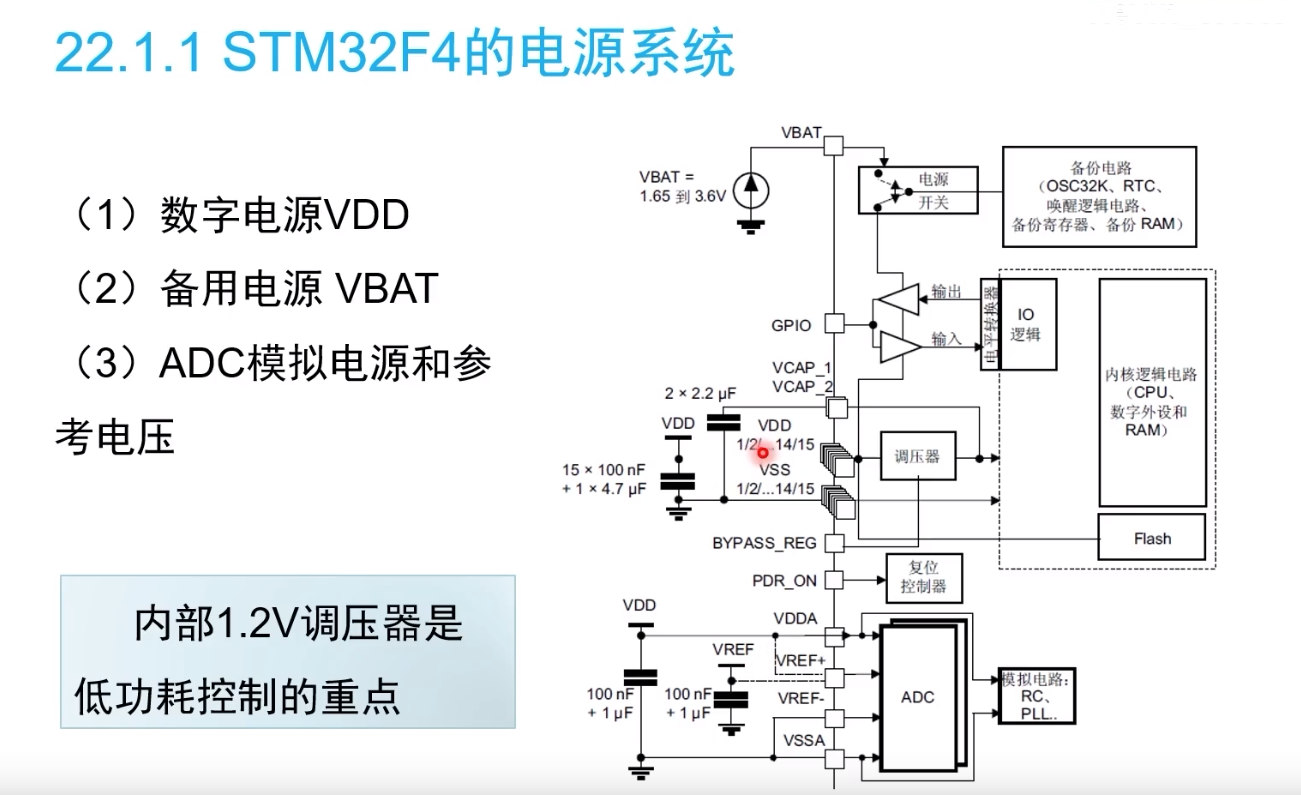 22.1.1 STM32F4的电源系统
（1）数字电源VDD
（2）备用电源 VBAT
（3）ADC模拟电源和参
考电压
内部1.2V调压器是
低功耗控制的重点
VBAT
VBAT =
1.65 到 3.6V
电源
开关
备份电路
（OSC32K、RTC、
唤醒逻辑电路、
备份寄存器、备份 RAM）
GPIO
输出
输入
电平转换器
IO
逻辑
内核逻辑电路
（CPU、
数字外设和
RAM）
VCAP_1
VCAP_2
2 × 2.2 µF
VDD
VDD
1/2/...14/15
VSS
1/2/...14/15
15 × 100 nF
+ 1 × 4.7 µF
调压器
Flash
BYPASS_REG
PDR_ON
复位
控制器
VDD
VDDA
VREF
VREF+
VREF-
100 nF
+ 1 µF
100 nF
+ 1 µF
VSSA
ADC
模拟电路：
RC、
PLL..